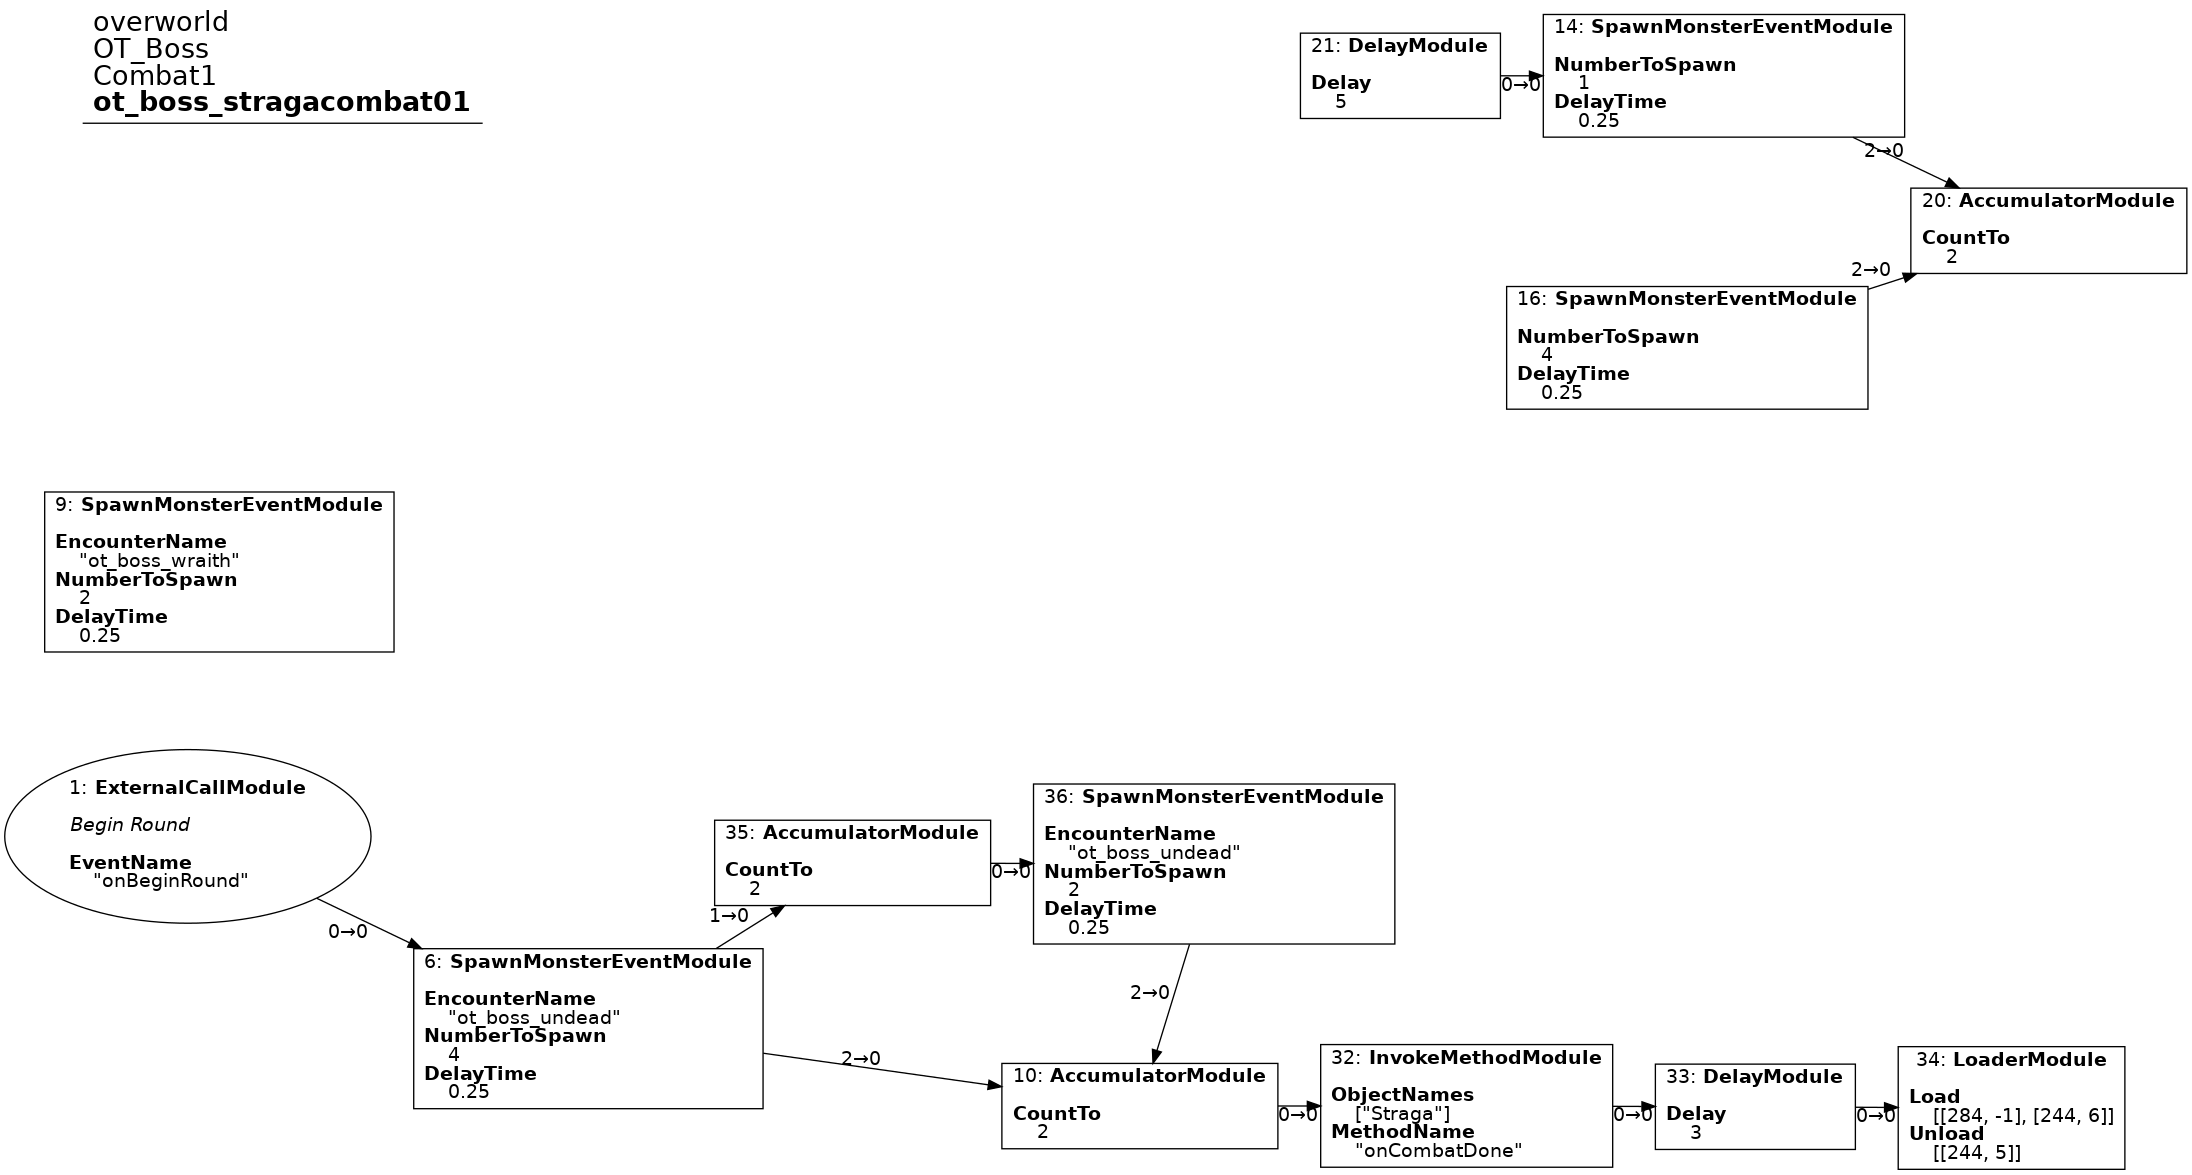 overworld
OT_Boss
Combat1
ot_boss_stragacombat01
21: DelayModule
Delay
5
0→0
14: SpawnMonsterEventModule
NumberToSpawn
1
DelayTime
0.25
2→0
20: AccumulatorModule
CountTo
2
2→0
16: SpawnMonsterEventModule
NumberToSpawn
4
DelayTime
0.25
9: SpawnMonsterEventModule
EncounterName
"ot_boss_wraith"
NumberToSpawn
2
DelayTime
0.25
1: ExternalCallModule
Begin Round
EventName
"onBeginRound"
0→0
6: SpawnMonsterEventModule
EncounterName
"ot_boss_undead"
NumberToSpawn
4
DelayTime
0.25
1→0
35: AccumulatorModule
CountTo
2
0→0
36: SpawnMonsterEventModule
EncounterName
"ot_boss_undead"
NumberToSpawn
2
DelayTime
0.25
2→0
2→0
10: AccumulatorModule
CountTo
2
0→0
32: InvokeMethodModule
ObjectNames
["Straga"]
MethodName
"onCombatDone"
0→0
33: DelayModule
Delay
3
0→0
34: LoaderModule
Load
[[284, -1], [244, 6]]
Unload
[[244, 5]]